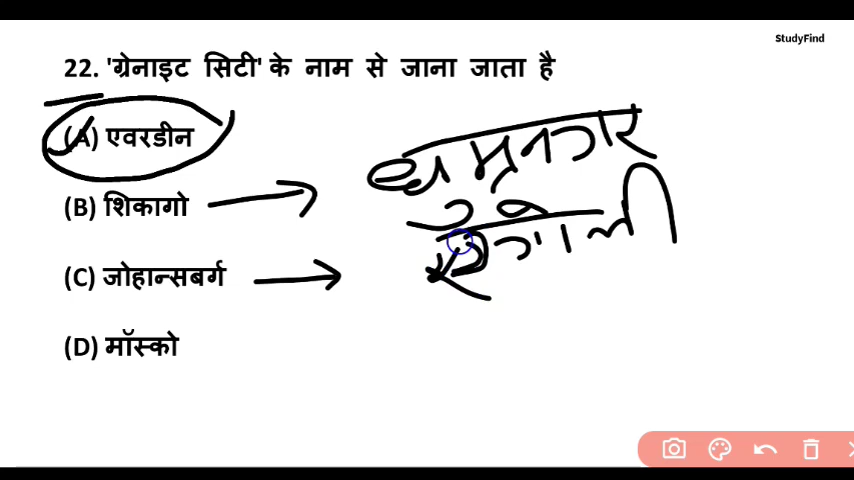 StudyFind
22. 'ग्रेनाइट सिटी' के नाम से जाना जाता है
(A) एवरडीन
(B) शिकागो
(C) जोहान्सबर्ग
(D) मॉस्को